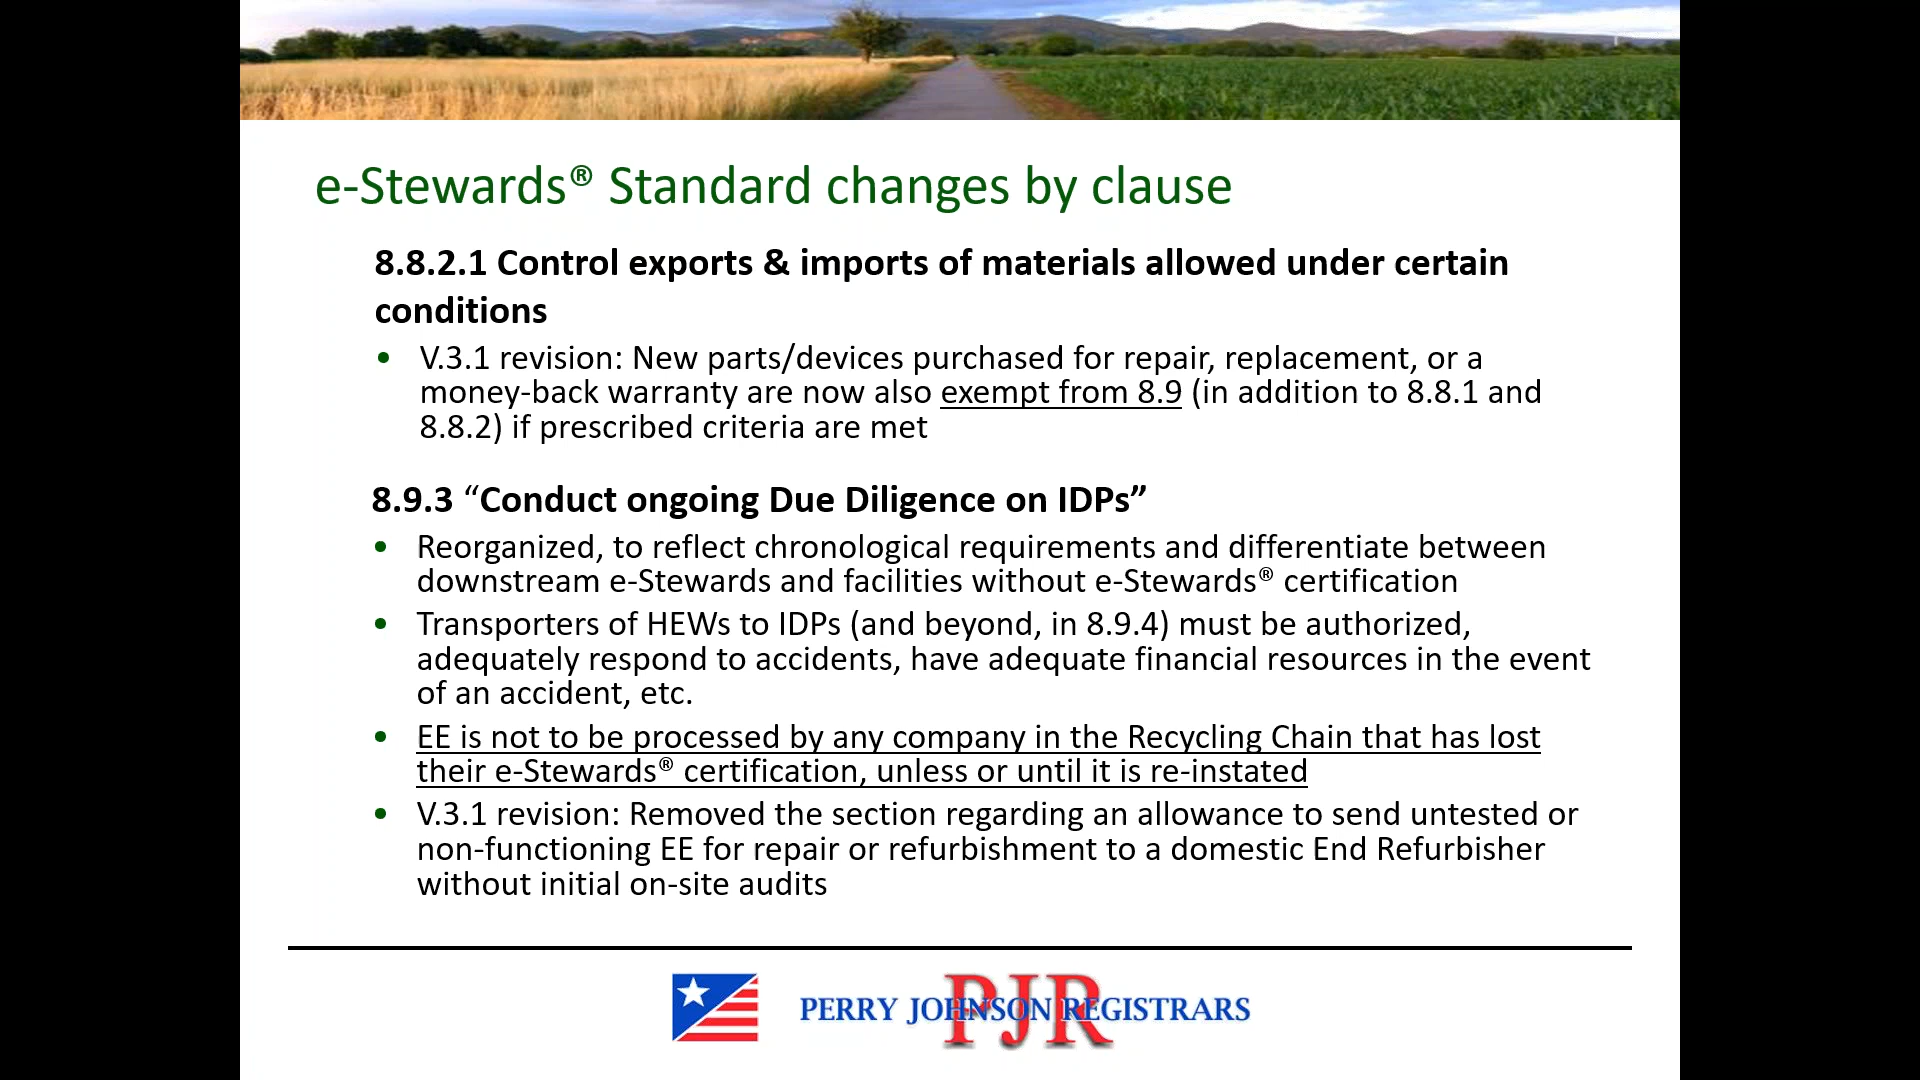 e-Stewards® Standard changes by clause
8.8.2.1 Control exports & imports of materials allowed under certain
conditions
• V.3.1 revision: New parts/devices purchased for repair, replacement, or a
money-back warranty are now also exempt from 8.9 (in addition to 8.8.1 and
8.8.2) if prescribed criteria are met
8.9.3 “Conduct ongoing Due Diligence on IDPs”
• Reorganized, to reflect chronological requirements and differentiate between
downstream e-Stewards and facilities without e-Stewards® certification
• Transporters of HEWs to IDPs (and beyond, in 8.9.4) must be authorized,
adequately respond to accidents, have adequate financial resources in the event
of an accident, etc.
• EE is not to be processed by any company in the Recycling Chain that has lost
their e-Stewards® certification, unless or until it is re-instated
• V.3.1 revision: Removed the section regarding an allowance to send untested or
non-functioning EE for repair or refurbishment to a domestic End Refurbisher
without initial on-site audits
PJR
PERRY JOHNSON REGISTRARS